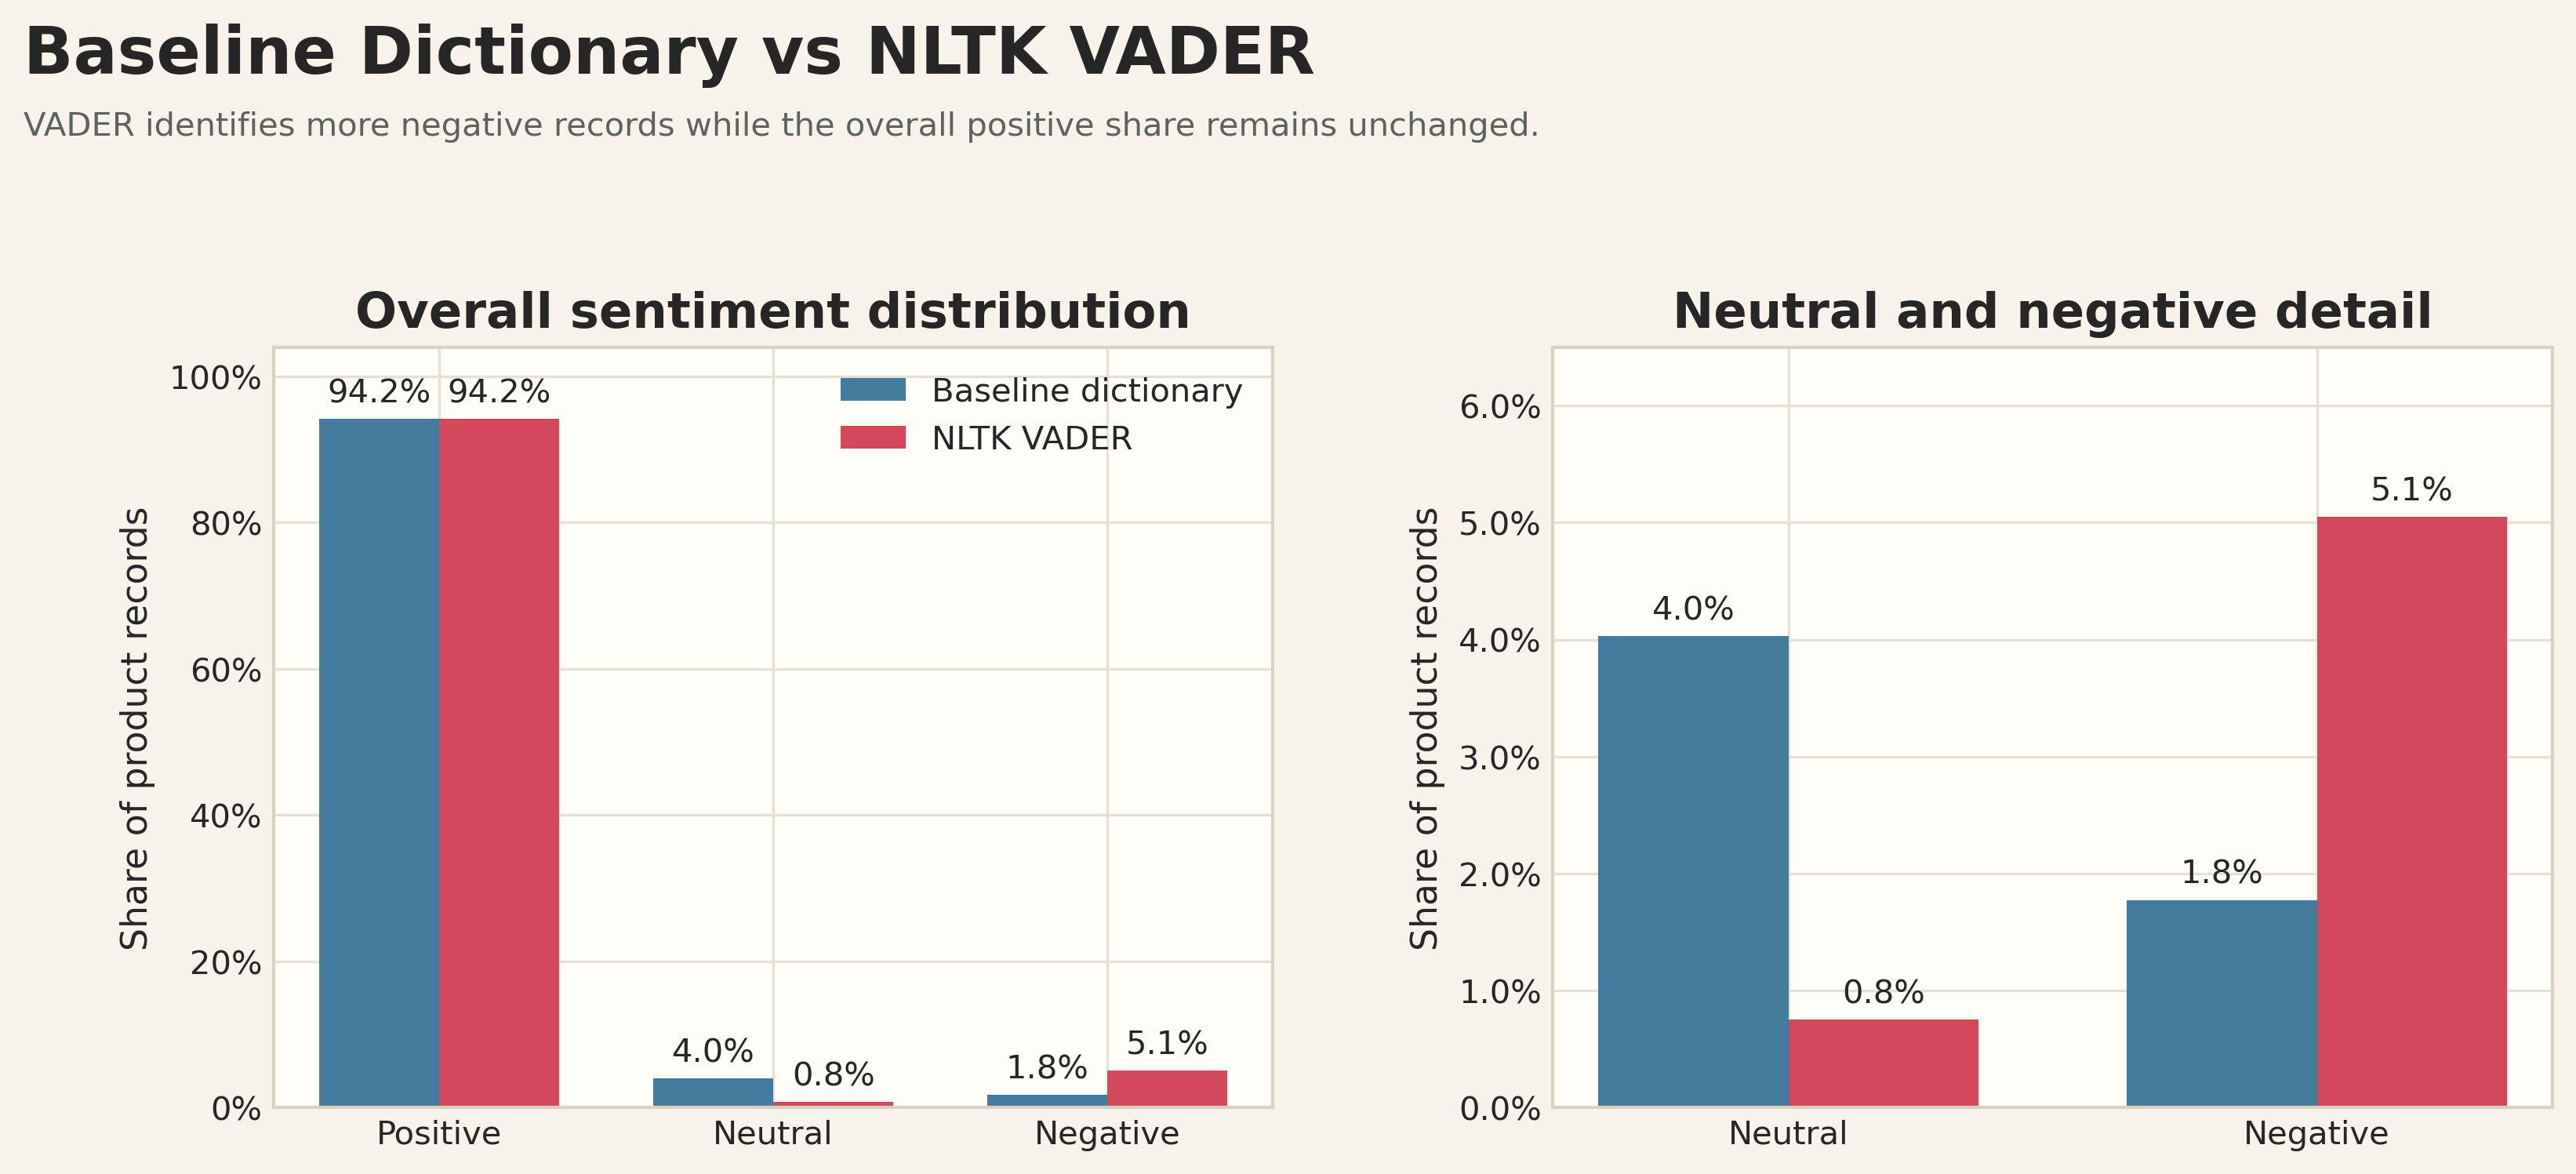 Baseline Dictionary vs NLTK VADER
VADER identifies more negative records while the overall positive share remains unchanged.
Overall sentiment distribution
Share of product records
100%
80%
60%
40%
20%
0%
94.2% 94.2%
Baseline dictionary
NLTK VADER
4.0%
0.8%
1.8%
5.1%
Positive
Neutral
Negative
Neutral and negative detail
Share of product records
6.0%
5.0%
4.0%
3.0%
2.0%
1.0%
0.0%
4.0%
0.8%
1.8%
5.1%
Neutral
Negative